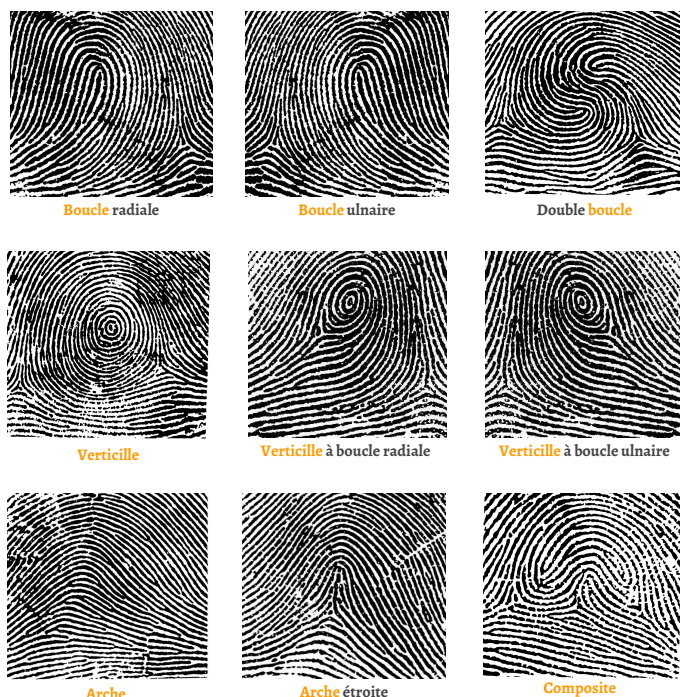 Boucle radiale
Boucle ulnaire
Double boucle
Verticille
Verticille à boucle radiale
Verticille à boucle ulnaire
Arche
Arche étroite
Composite